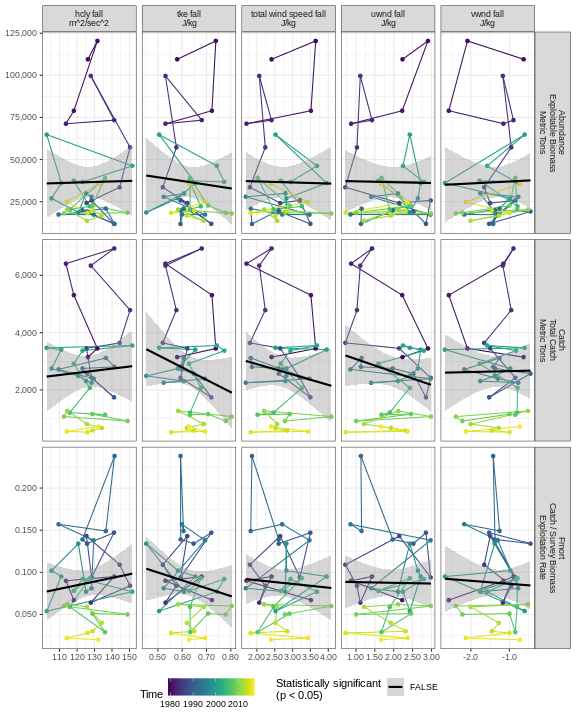 hdly fall
m^2/sec^2
tke fall
J/kg
total wind speed fall
J/kg
uwnd fall
J/kg
vwnd fall
J/kg
125,000
100,000
75,000
50,000
25,000
Abundance
Exploitable Biomass
Metric Tons
6,000
4,000
2,000
Catch
Total Catch
Metric Tons
0.200
0.150
0.100
0.050
Fmort
Catch / Survey Biomass
Exploitation Rate
110 120 130 140 150
0.50 0.60 0.70 0.80
2.00 2.50 3.00 3.50 4.00
1.00 1.50 2.00 2.50 3.00
-2.0 -1.0
Time
1980 1990 2000 2010
Statistically significant
(p < 0.05)
FALSE